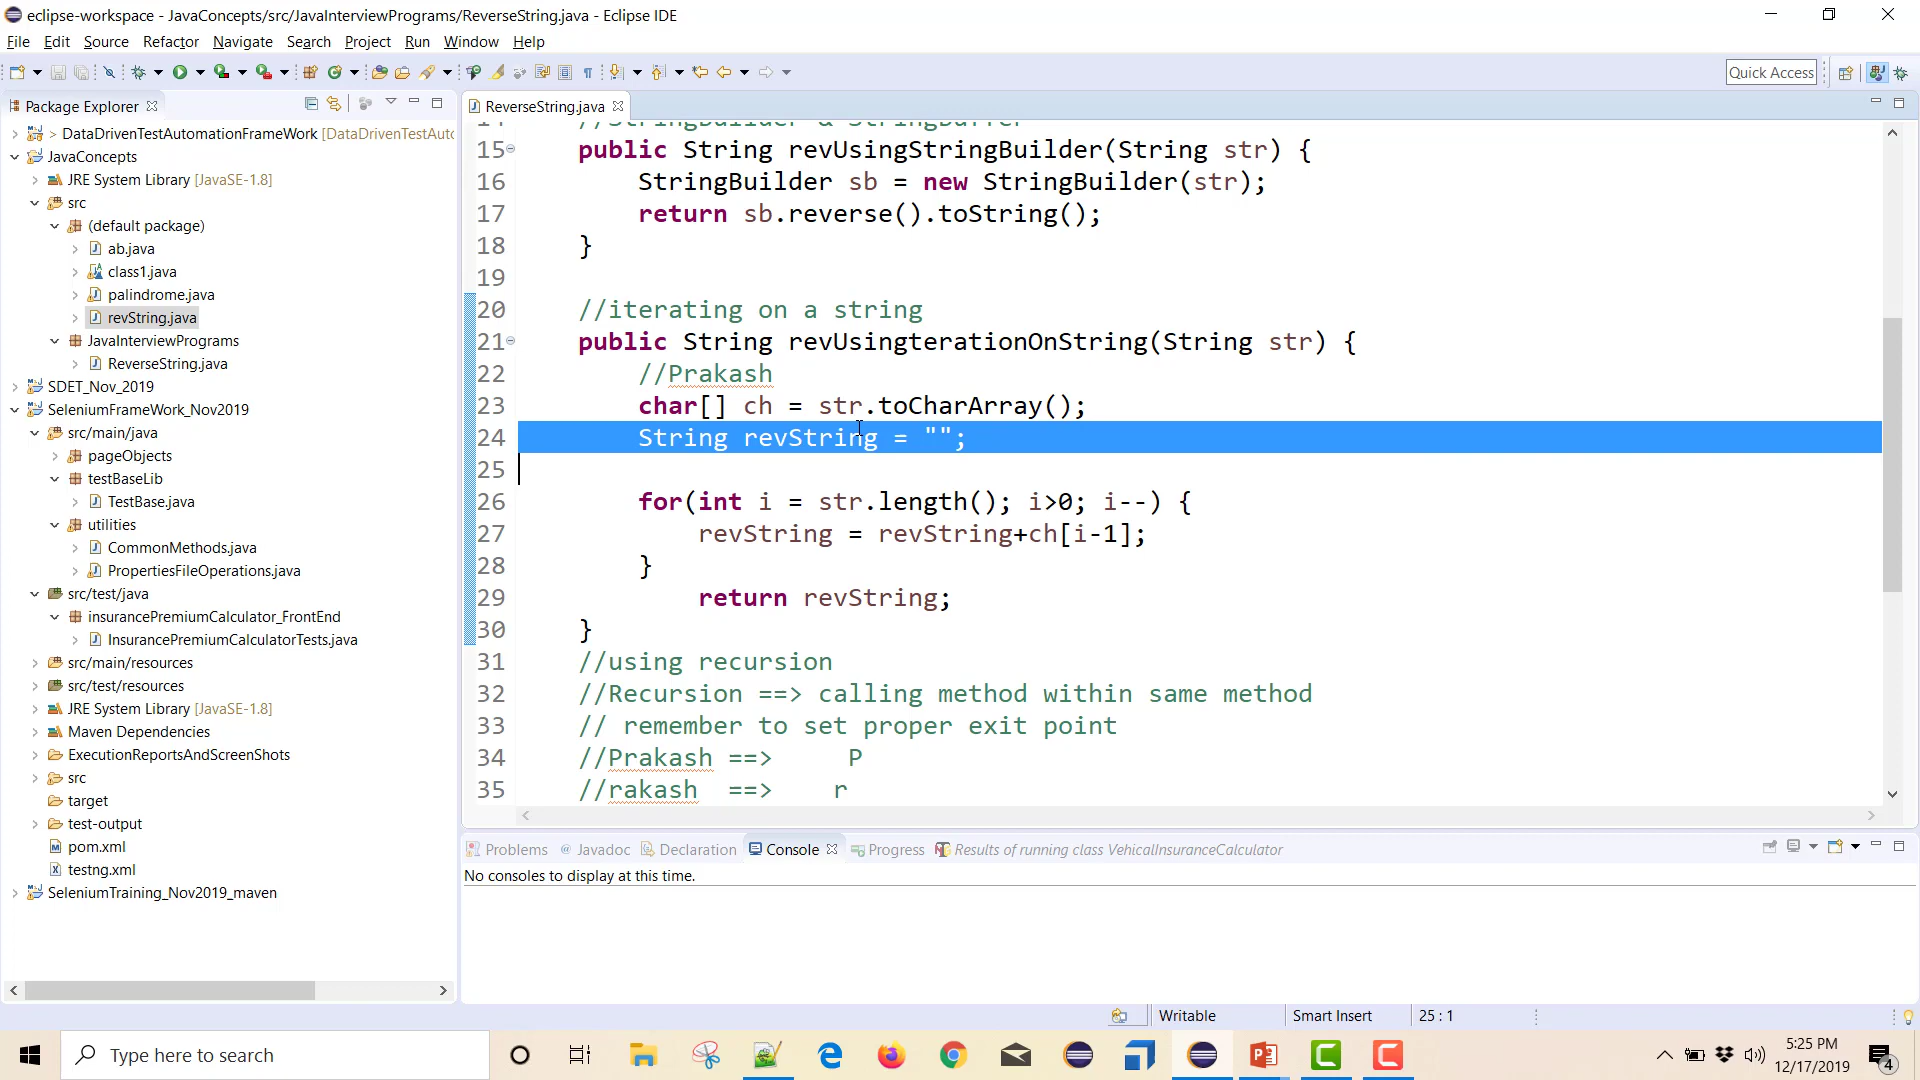 eclipse-workspace - JavaConcepts/src/JavaInterviewPrograms/ReverseString.java - Eclipse IDE
File Edit Source Refactor Navigate Search Project Run Window Help
Quick Access
Package Explorer
ReverseString.java
> DataDrivenTestAutomationFrameWork [DataDrivenTestAuto
JavaConcepts
JRE System Library [JavaSE-1.8]
src
(default package)
ab.java
class1.java
palindrome.java
revString.java
JavaInterviewPrograms
ReverseString.java
SDET_Nov_2019
SeleniumFrameWork_Nov2019
src/main/java
pageObjects
testBaseLib
TestBase.java
utilities
CommonMethods.java
PropertiesFileOperations.java
src/test/java
insurancePremiumCalculator_FrontEnd
InsurancePremiumCalculatorTests.java
src/main/resources
src/test/resources
JRE System Library [JavaSE-1.8]
Maven Dependencies
ExecutionReportsAndScreenShots
src
target
test-output
pom.xml
testng.xml
SeleniumTraining_Nov2019_maven
14 //StringBuilder & StringBuffer
15 public String revUsingStringBuilder(String str) {
16 StringBuilder sb = new StringBuilder(str);
17 return sb.reverse().toString();
18 }
19
20 //iterating on a string
21 public String revUsingterationOnString(String str) {
22 //Prakash
23 char[] ch = str.toCharArray();
24 String revString = "";
25
26 for(int i = str.length(); i>0; i--) {
27 revString = revString+ch[i-1];
28 }
29 return revString;
30 }
31 //using recursion
32 //Recursion ==> calling method within same method
33 // remember to set proper exit point
34 //Prakash ==> P
35 //rakash ==> r
Problems Javadoc Declaration Console Progress Results of running class VehicalInsuranceCalculator
No consoles to display at this time.
Writable Smart Insert 25 : 1
Type here to search
5:25 PM
12/17/2019
4